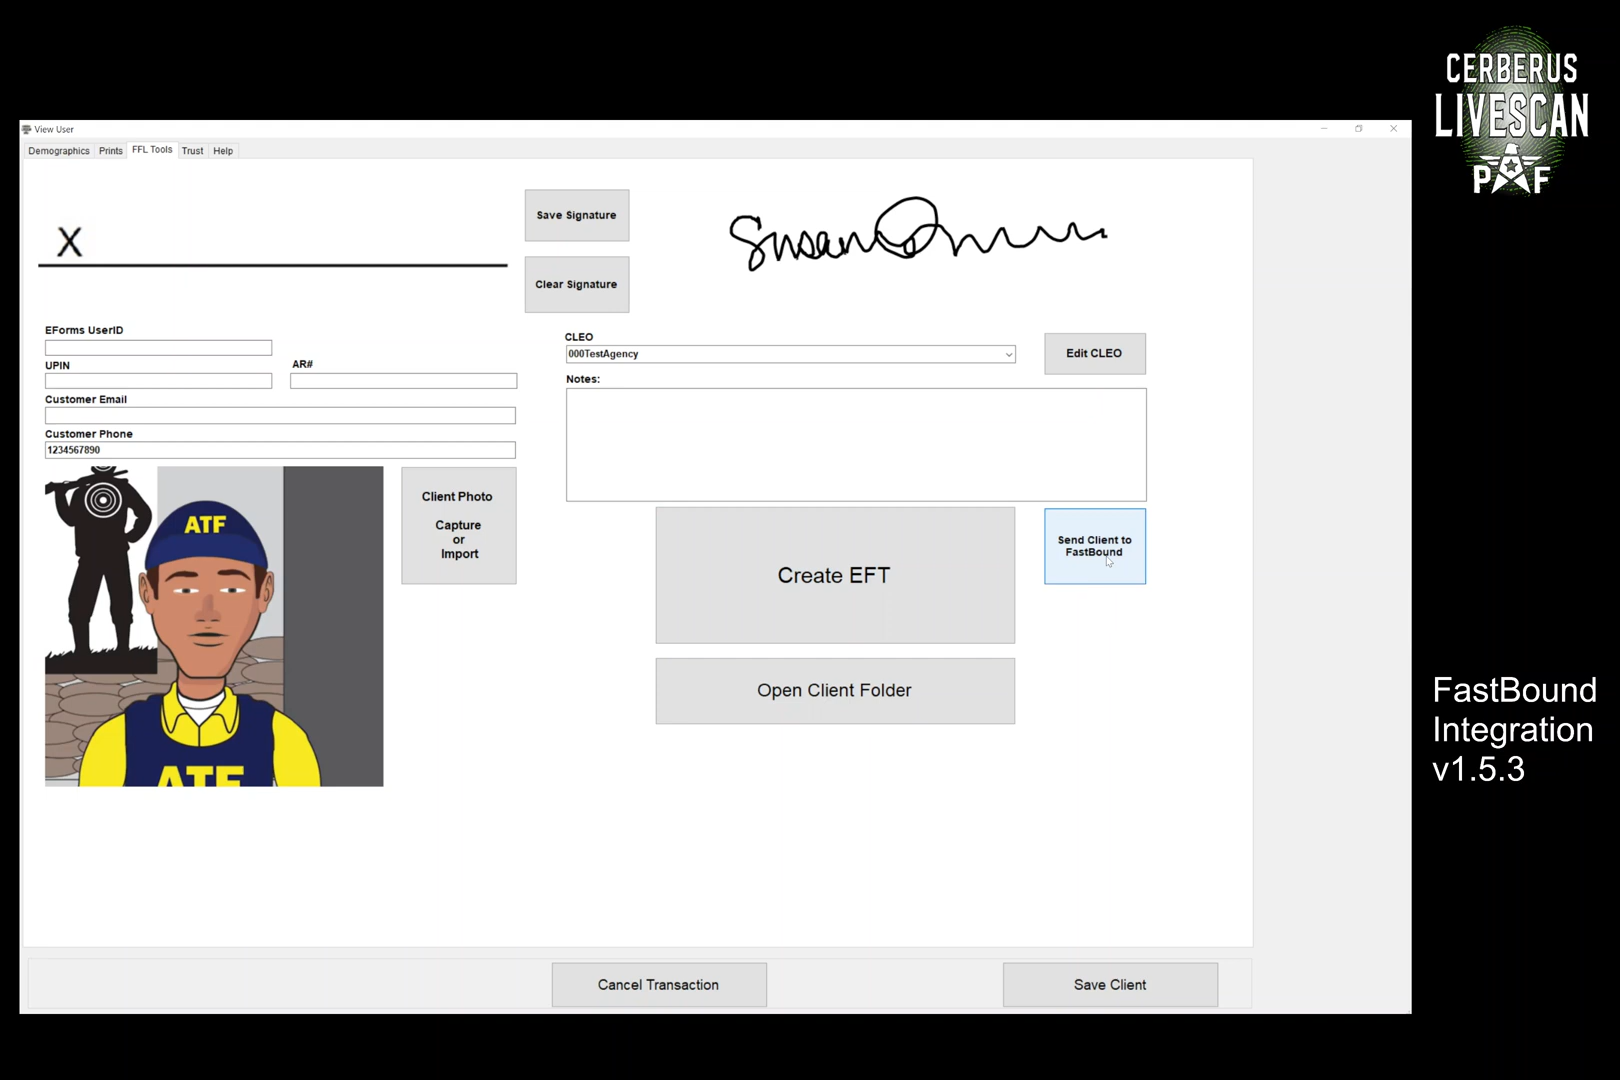 CERBERUS
LIVESCAN
P F
View User
Demographics Prints FFL Tools Trust Help
X
Save Signature
Clear Signature
Susan
EForms UserID
UPIN
AR#
Customer Email
Customer Phone
1234567890
CLEO
000TestAgency
Edit CLEO
Notes:
ATF
ATF
Client Photo
Capture
or
Import
Create EFT
Send Client to
FastBound
Open Client Folder
Cancel Transaction
Save Client
FastBound
Integration
v1.5.3